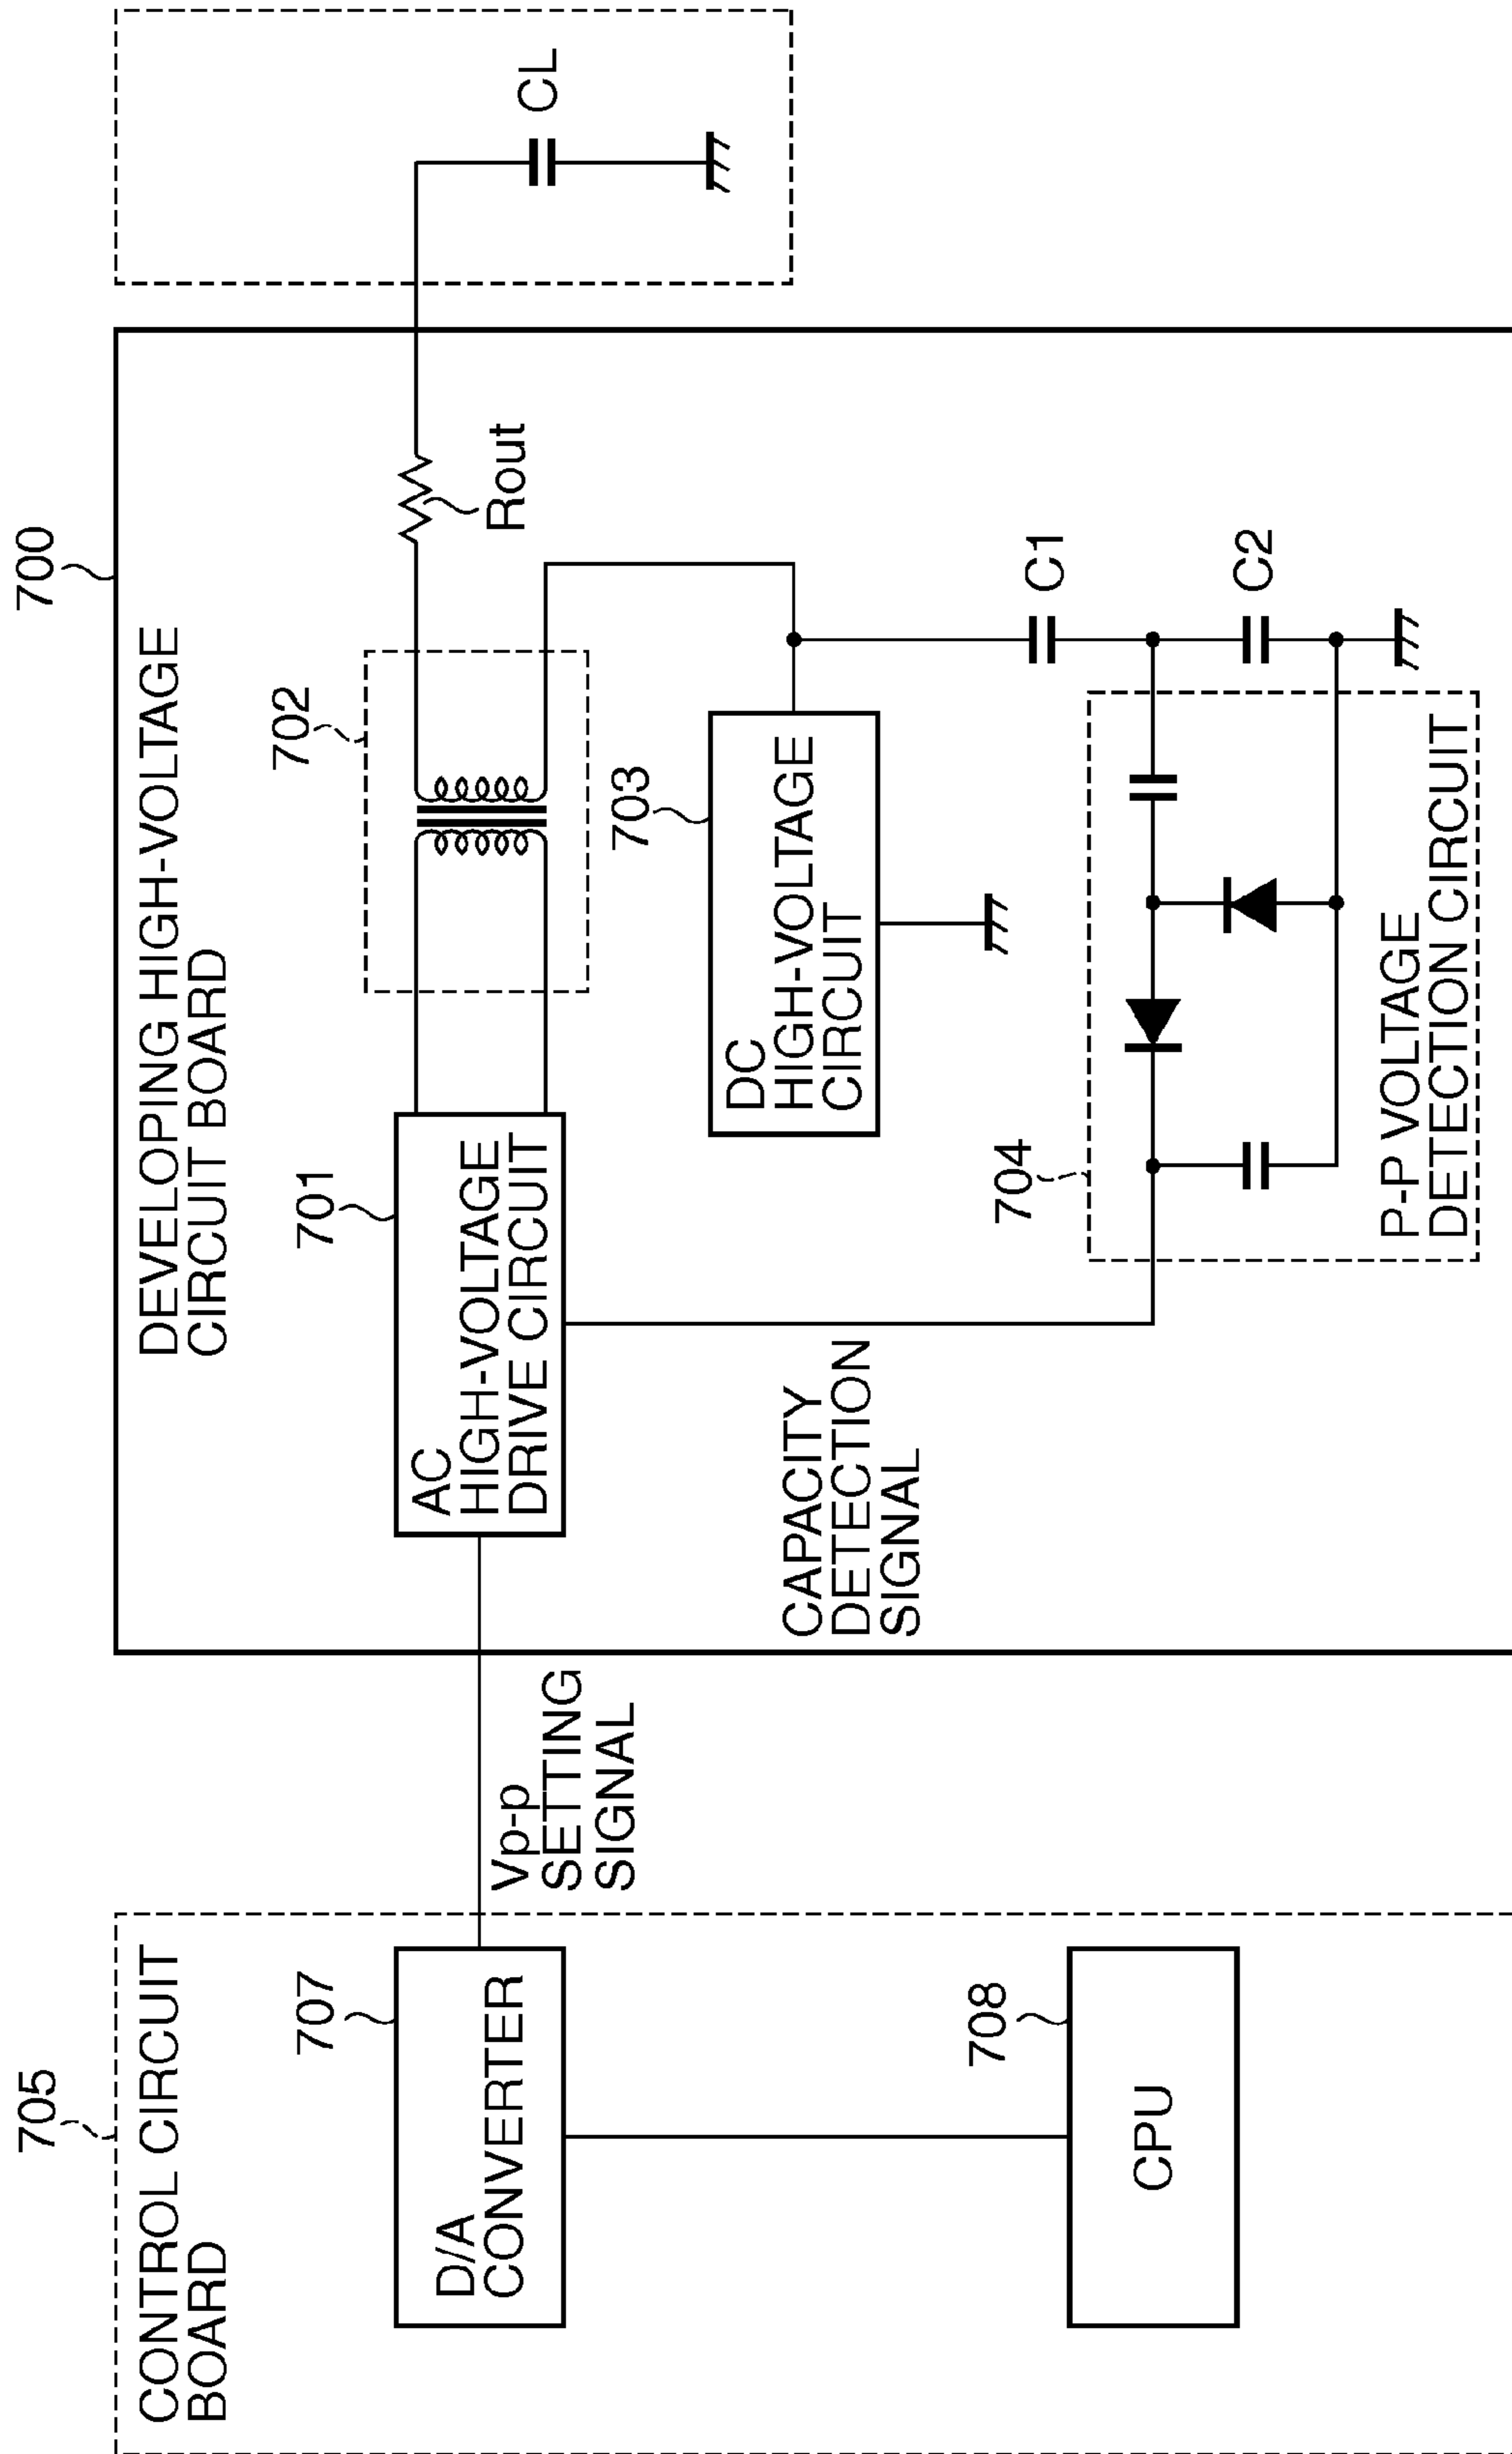 705
CONTROL CIRCUIT
BOARD
707
D/A
CONVERTER
708
CPU
Vp-p
SETTING
SIGNAL
700
DEVELOPING HIGH-VOLTAGE
CIRCUIT BOARD
701
AC
HIGH-VOLTAGE
DRIVE CIRCUIT
702
Rout
703
DC
HIGH-VOLTAGE
CIRCUIT
CAPACITY
DETECTION
SIGNAL
704
P-P VOLTAGE
DETECTION CIRCUIT
C1
C2
CL